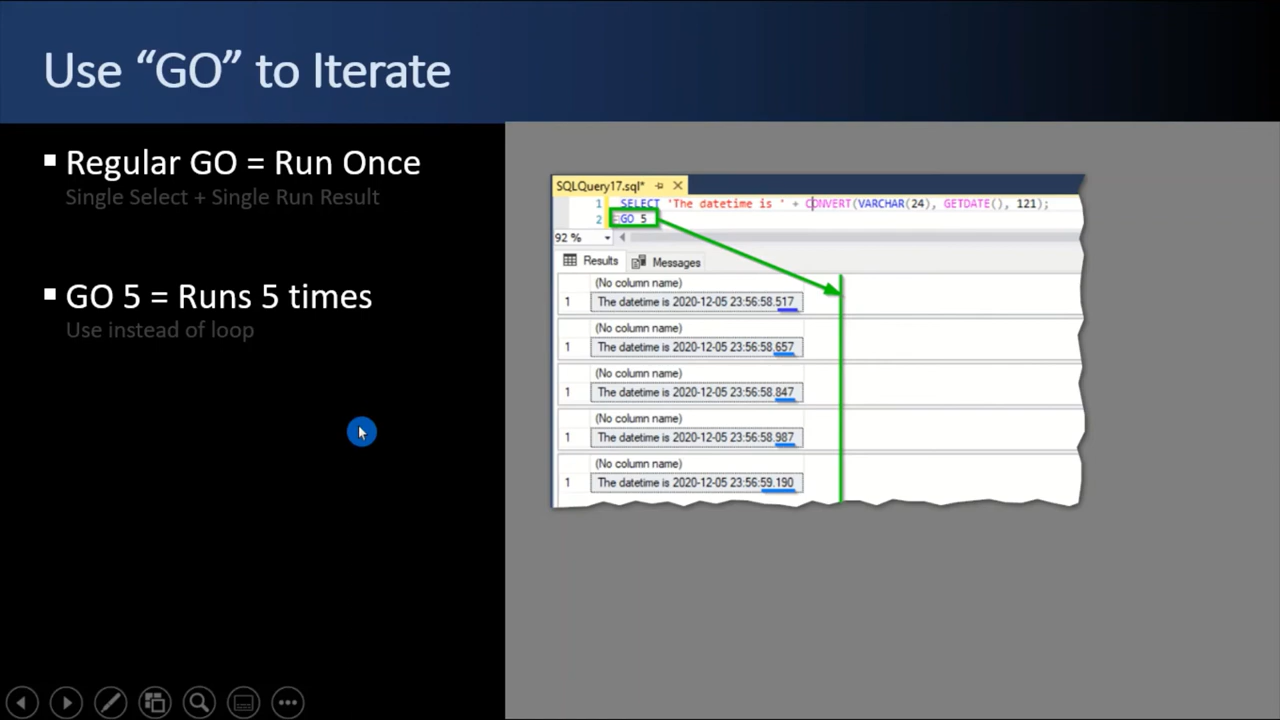 Use “GO” to Iterate
▪ Regular GO = Run Once
Single Select + Single Run Result
▪ GO 5 = Runs 5 times
Use instead of loop
SQLQuery17.sql*
1 SELECT 'The datetime is ' + CONVERT(VARCHAR(24), GETDATE(), 121);
2 GO 5
92 %
Results Messages
(No column name)
1 The datetime is 2020-12-05 23:56:58.517
(No column name)
1 The datetime is 2020-12-05 23:56:58.657
(No column name)
1 The datetime is 2020-12-05 23:56:58.847
(No column name)
1 The datetime is 2020-12-05 23:56:58.987
(No column name)
1 The datetime is 2020-12-05 23:56:59.190